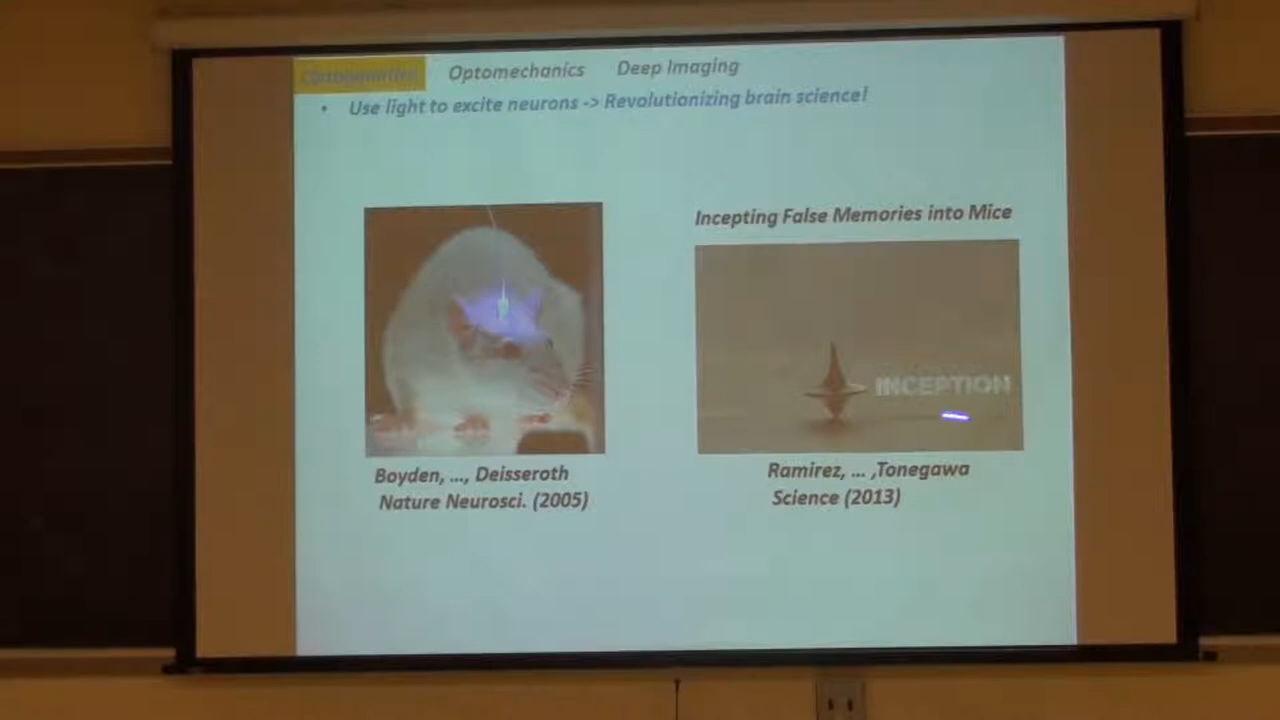 Optomechanics Deep Imaging
• Use light to excite neurons -> Revolutionizing brain science!
Incepting False Memories into Mice
INCEPTION
Boyden, ..., Deisseroth
Nature Neurosci. (2005)
Ramirez, ... ,Tonegawa
Science (2013)